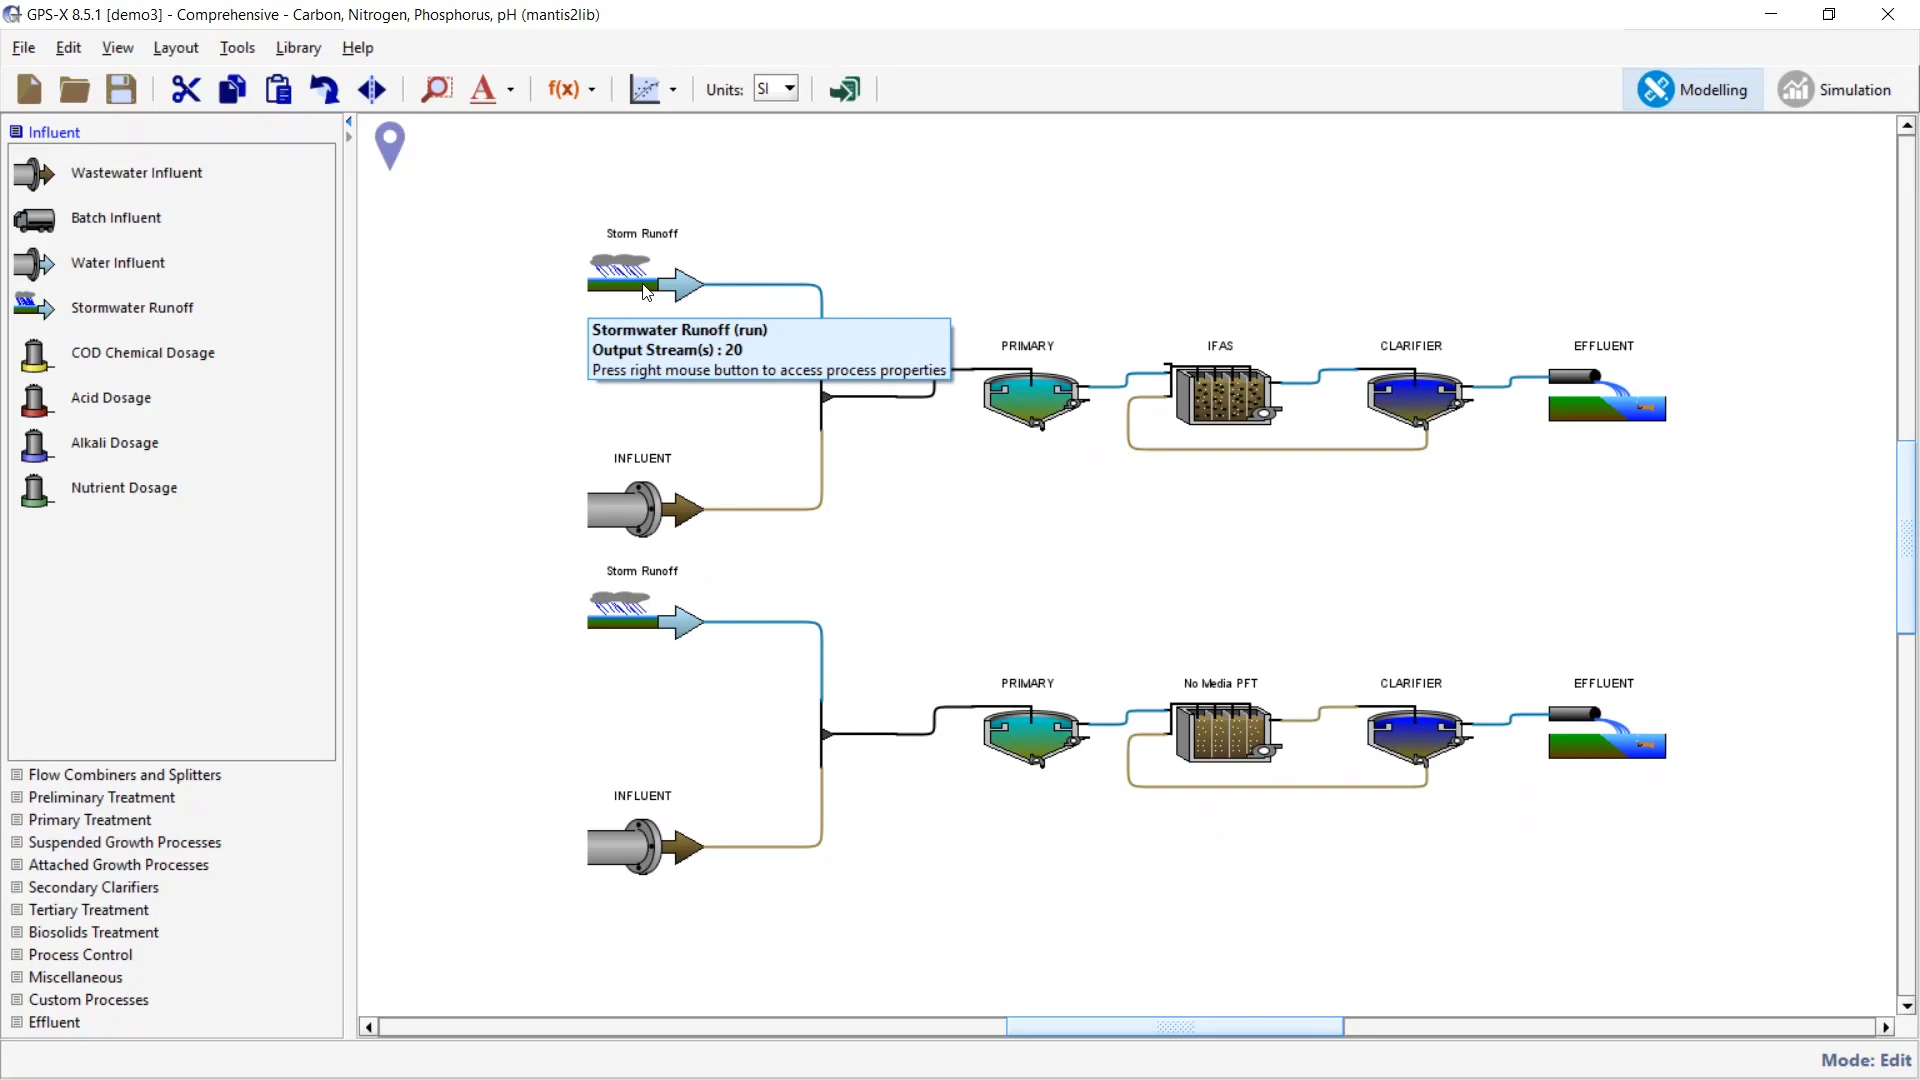 GPS-X 8.5.1 [demo3] - Comprehensive - Carbon, Nitrogen, Phosphorus, pH (mantis2lib)
File Edit View Layout Tools Library Help
A f(x) Units: SI Modelling Simulation
Influent
Wastewater Influent
Batch Influent
Water Influent
Stormwater Runoff
COD Chemical Dosage
Acid Dosage
Alkali Dosage
Nutrient Dosage
Flow Combiners and Splitters
Preliminary Treatment
Primary Treatment
Suspended Growth Processes
Attached Growth Processes
Secondary Clarifiers
Tertiary Treatment
Biosolids Treatment
Process Control
Miscellaneous
Custom Processes
Effluent
Storm Runoff
Stormwater Runoff (run)
Output Stream(s) : 20
Press right mouse button to access process properties
PRIMARY IFAS CLARIFIER EFFLUENT
INFLUENT
Storm Runoff
PRIMARY No Media PFT CLARIFIER EFFLUENT
INFLUENT
Mode: Edit